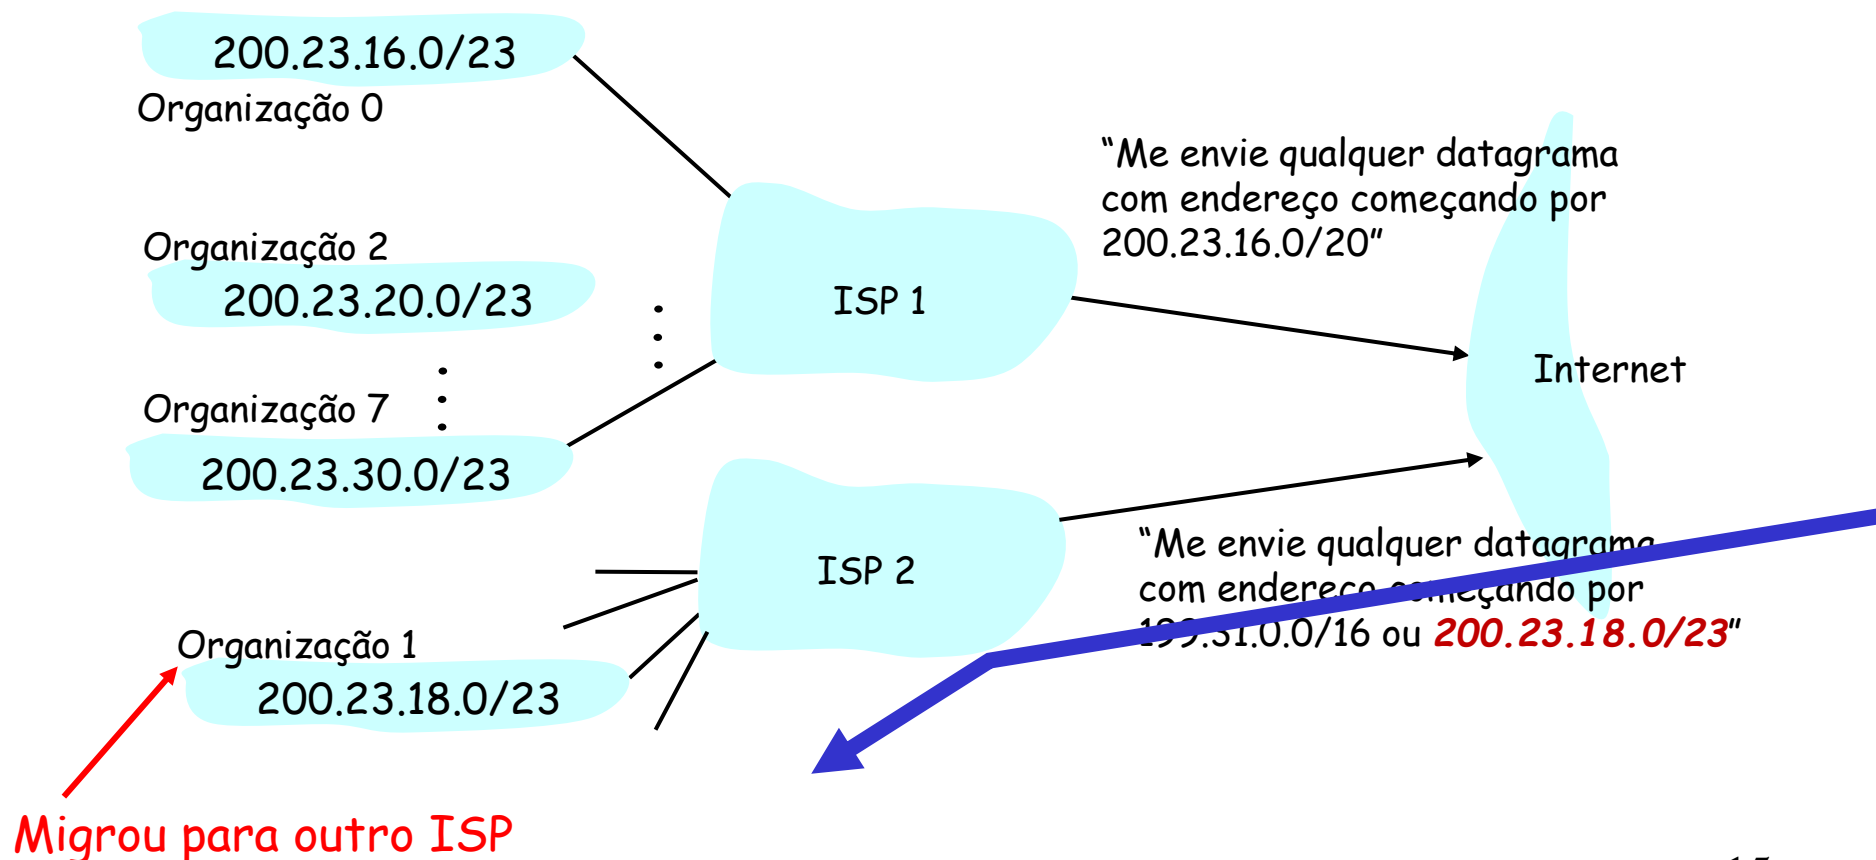 200.23.16.0/23
Organização 0
"Me envie qualquer datagrama
com endereço começando por
200.23.16.0/20"
Organização 2
200.23.20.0/23
ISP 1
Internet
Organização 7
200.23.30.0/23
ISP 2
"Me envie qualquer datagrama
com endereço começando por
199.31.0.0/16 ou 200.23.18.0/23"
Organização 1
200.23.18.0/23
Migrou para outro ISP